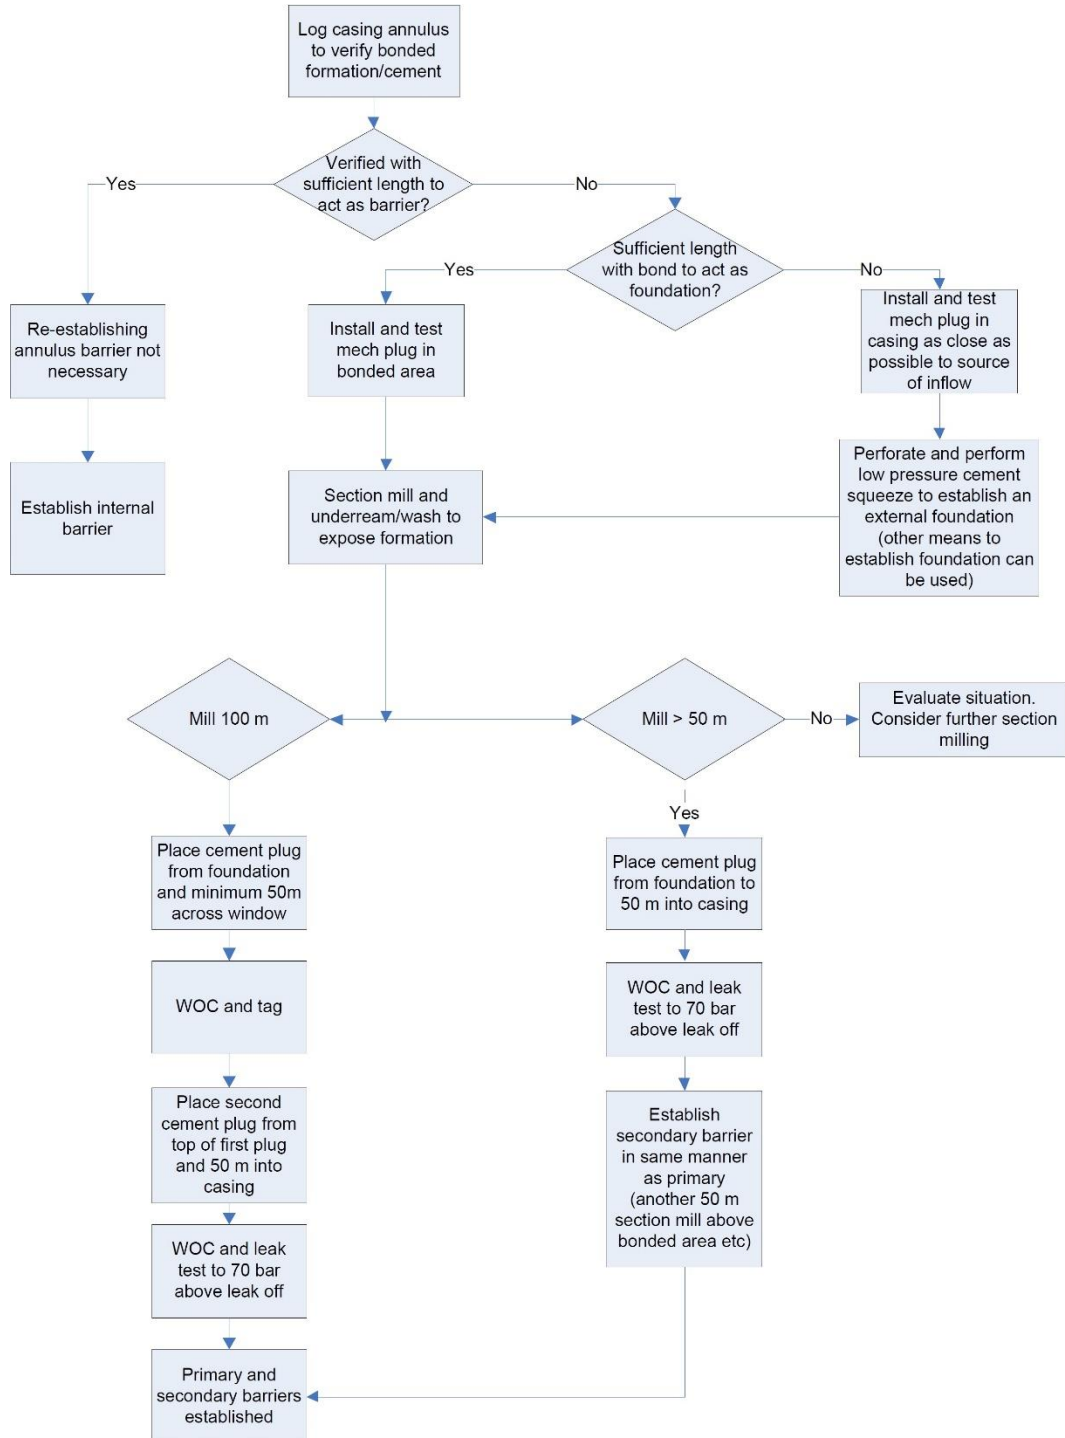 Log casing annulus
to verify bonded
formation/cement
Verified with
sufficient length to
act as barrier?
Yes
No
Sufficient length
with bond to act as
foundation?
Yes
No
Re-establishing
annulus barrier not
necessary
Install and test
mech plug in
bonded area
Install and test
mech plug in
casing as close as
possible to source
of inflow
Establish internal
barrier
Section mill and
underream/wash to
expose formation
Perforate and perform
low pressure cement
squeeze to establish an
external foundation
(other means to
establish foundation can
be used)
Mill 100 m
Mill > 50 m
No
Evaluate situation.
Consider further section
milling
Yes
Place cement plug
from foundation
and minimum 50m
across window
Place cement plug
from foundation to
50 m into casing
WOC and tag
WOC and leak
test to 70 bar
above leak off
Place second
cement plug from
top of first plug
and 50 m into
casing
Establish
secondary barrier
in same manner
as primary
(another 50 m
section mill above
bonded area etc)
WOC and leak
test to 70 bar
above leak off
Primary and
secondary barriers
established